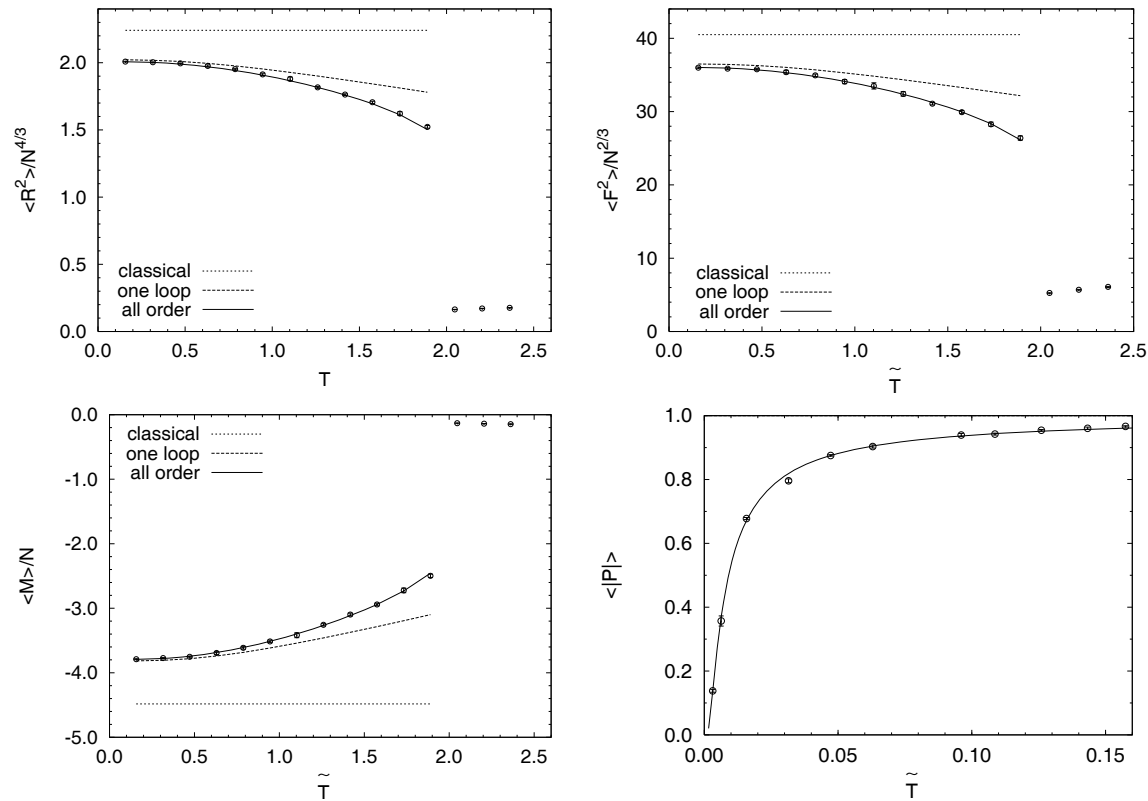 2.0
1.5
1.0
0.5
0.0
<R²>/N^4/3
classical
one loop
all order
0.0 0.5 1.0 1.5 2.0 2.5
T
40
30
20
10
0
<F²>/N^2/3
classical
one loop
all order
0.0 0.5 1.0 1.5 2.0 2.5
T̃
0.0
-1.0
-2.0
-3.0
-4.0
-5.0
<M>/N
classical
one loop
all order
0.0 0.5 1.0 1.5 2.0 2.5
T̃
1.0
0.8
0.6
0.4
0.2
0.0
<|P|>
0.00 0.05 0.10 0.15
T̃